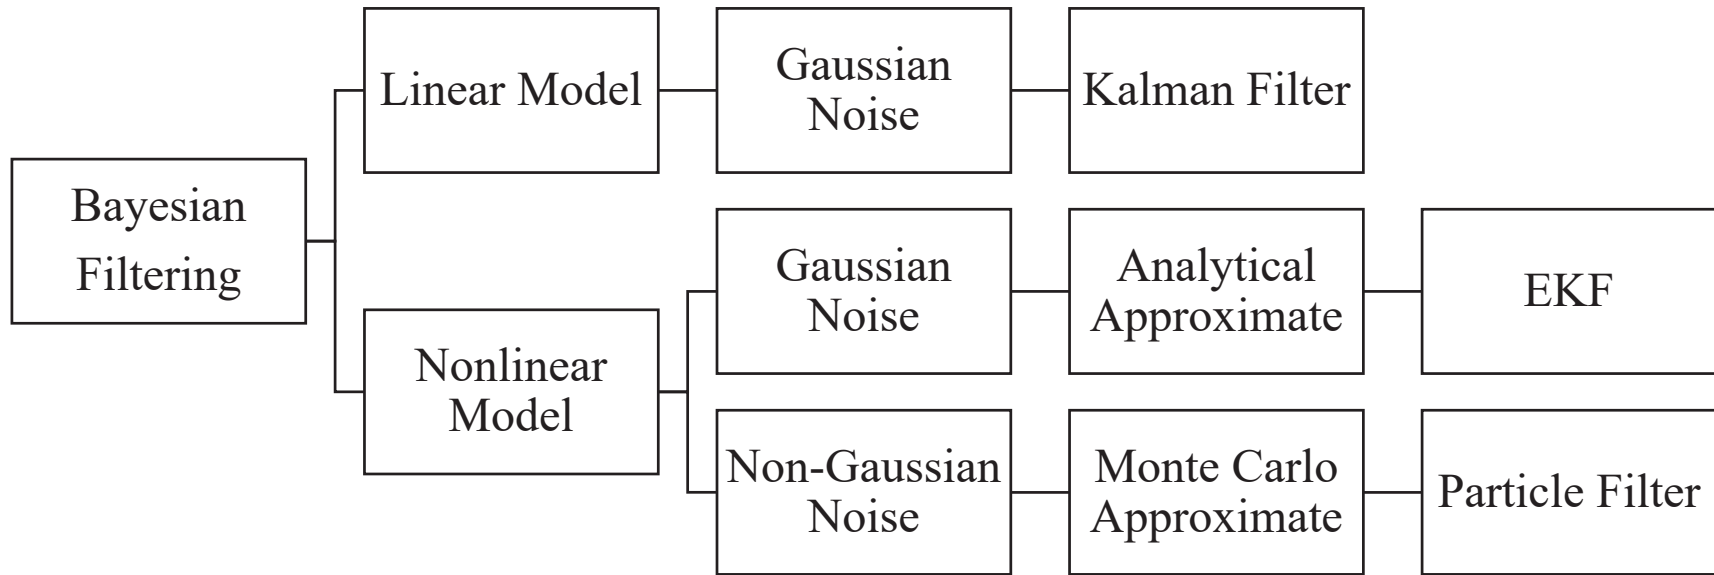 Linear Model
Gaussian
Noise
Kalman Filter
Bayesian
Filtering
Gaussian
Noise
Analytical
Approximate
EKF
Nonlinear
Model
Non-Gaussian
Noise
Monte Carlo
Approximate
Particle Filter